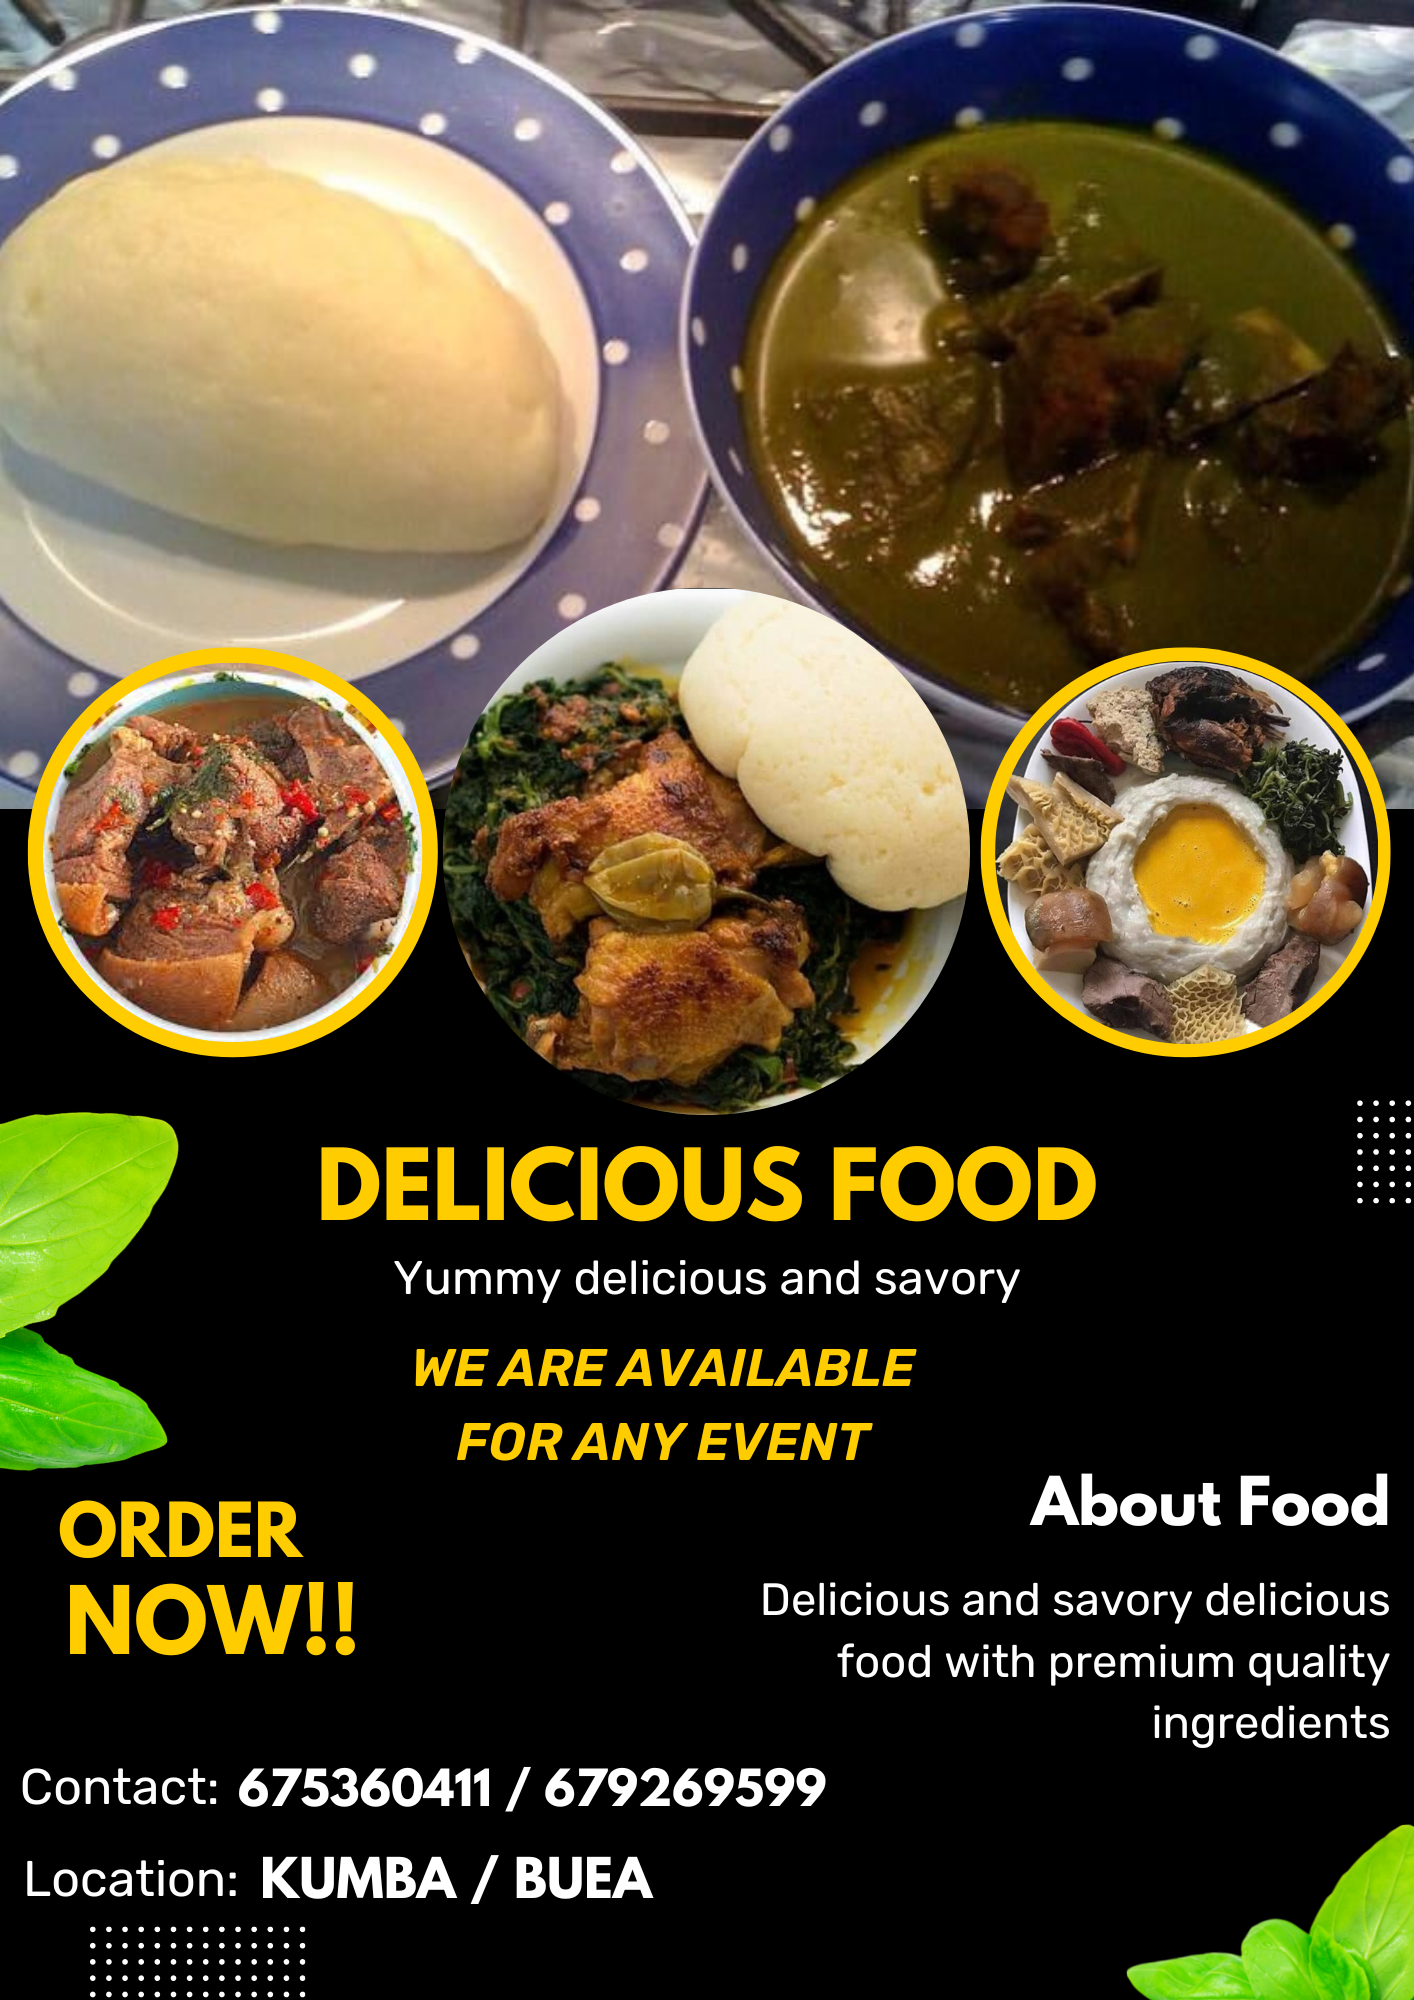 DELICIOUS FOOD
Yummy delicious and savory
WE ARE AVAILABLE
FOR ANY EVENT
ORDER
NOW!!
About Food
Delicious and savory delicious
food with premium quality
ingredients
Contact: 675360411 / 679269599
Location: KUMBA / BUEA